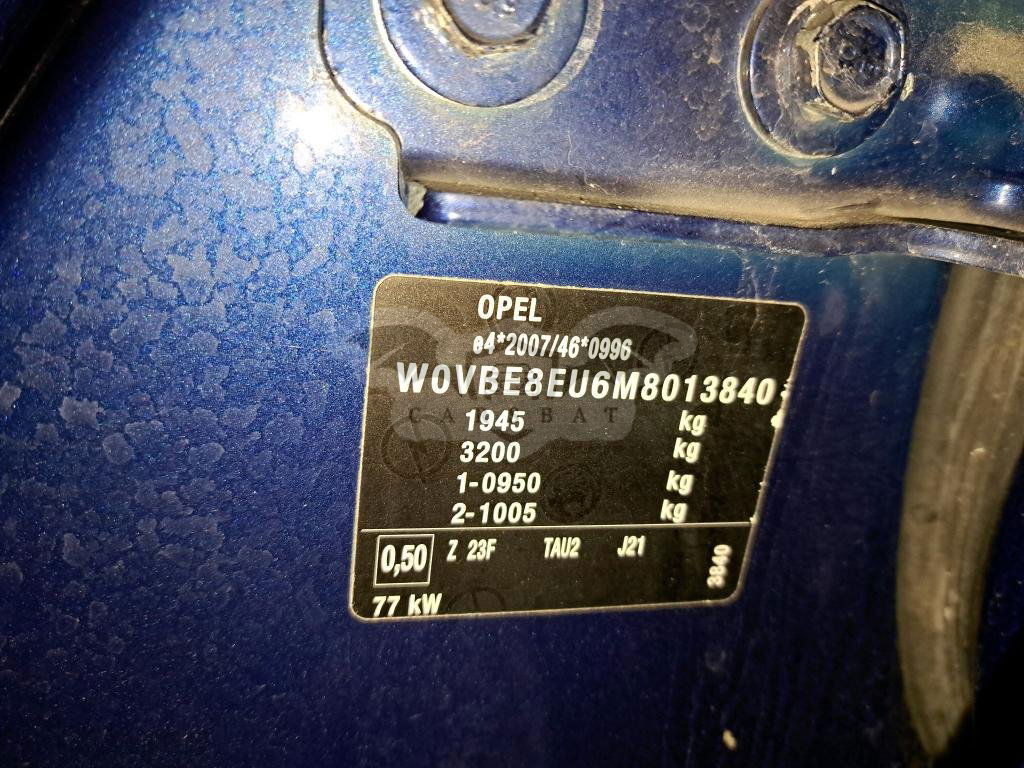 OPEL
e4*2007/46*0996
W0VBE8EU6M8013840
1945 kg
3200 kg
1-0950 kg
2-1005 kg
0,50 Z 23F TAU2 J21
3840
77 kW